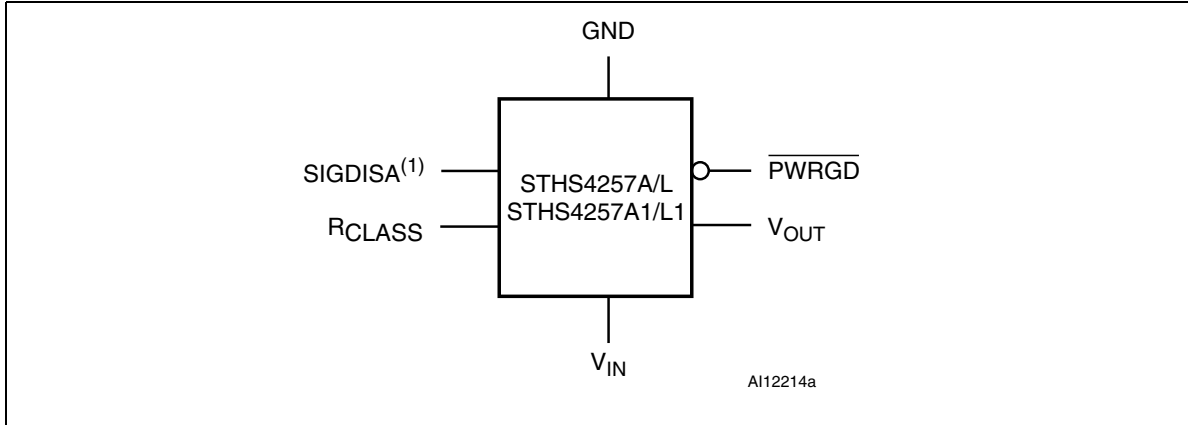 GND
SIGDISA(1)
RCLASS
STHS4257A/L
STHS4257A1/L1
PWRGD
VOUT
VIN
AI12214a